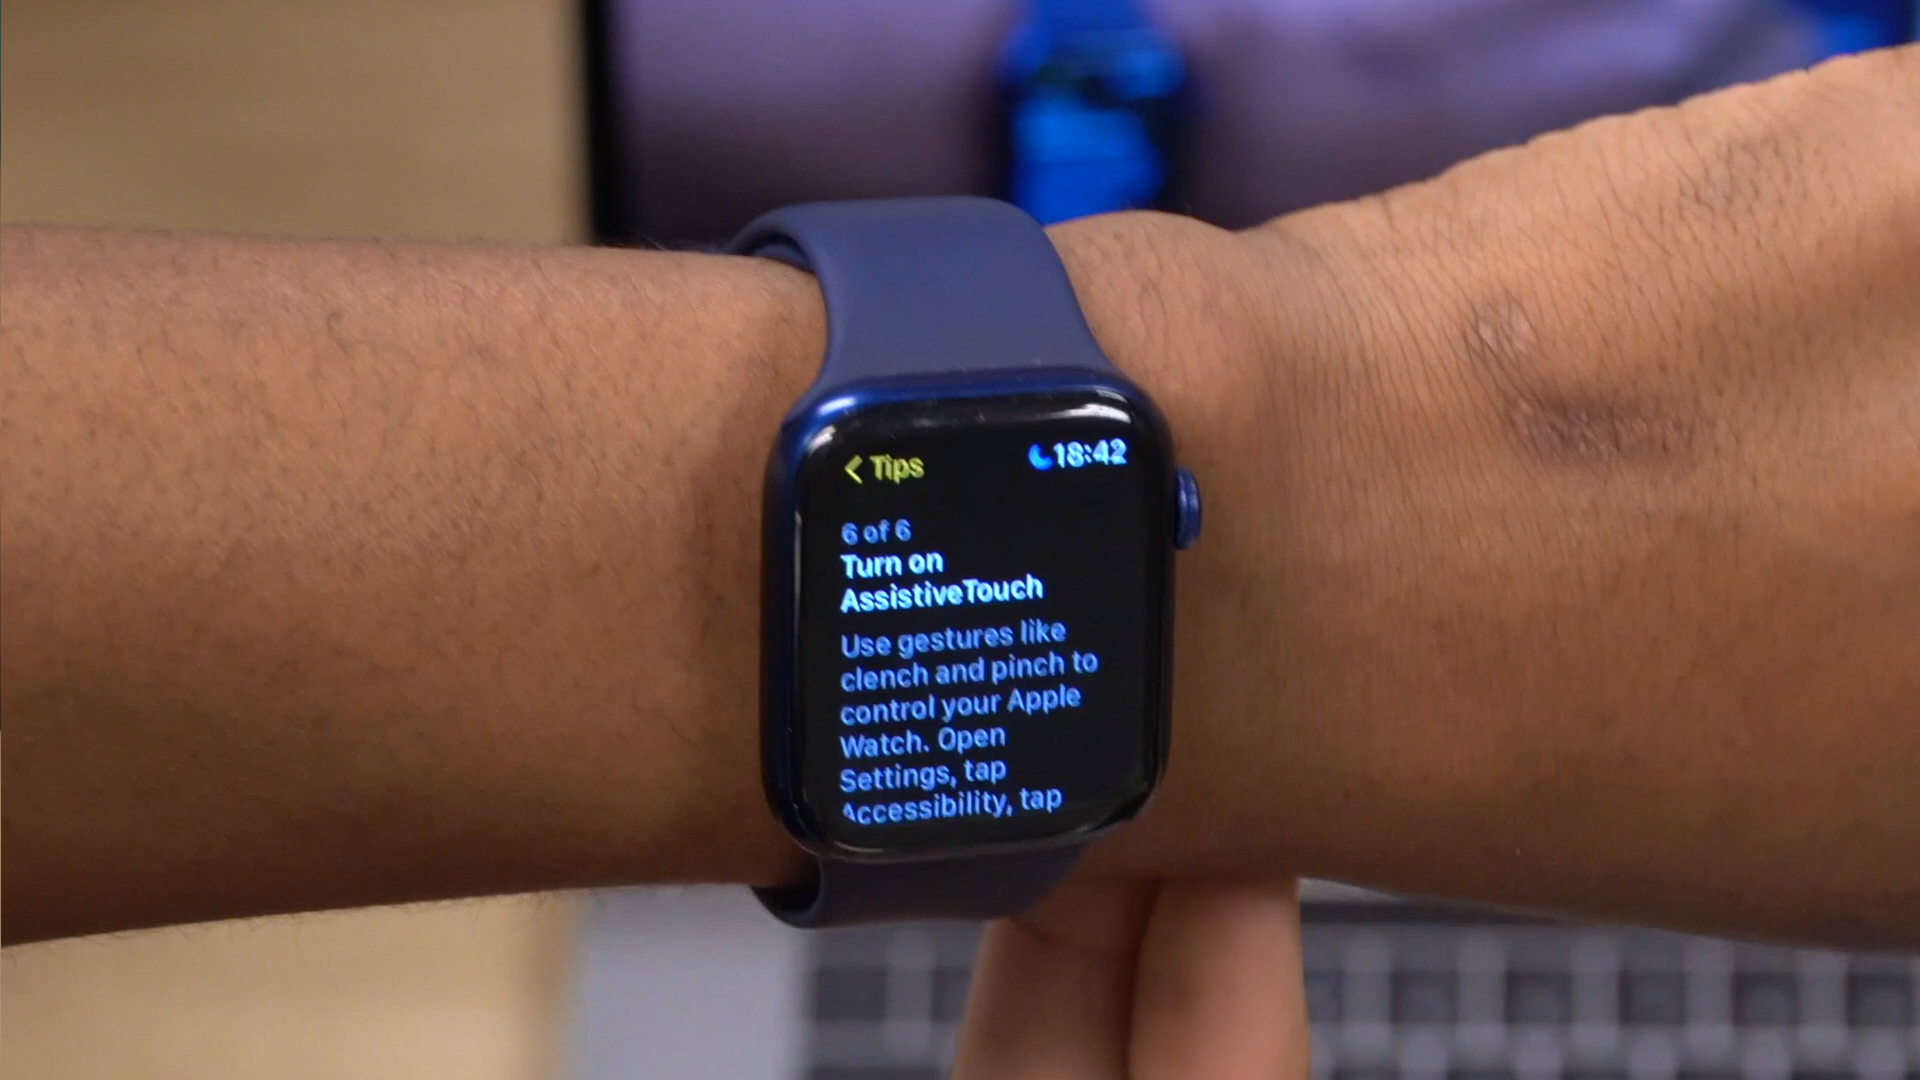 < Tips
18:42
6 of 6
Turn on
AssistiveTouch
Use gestures like
clench and pinch to
control your Apple
Watch. Open
Settings, tap
Accessibility, tap